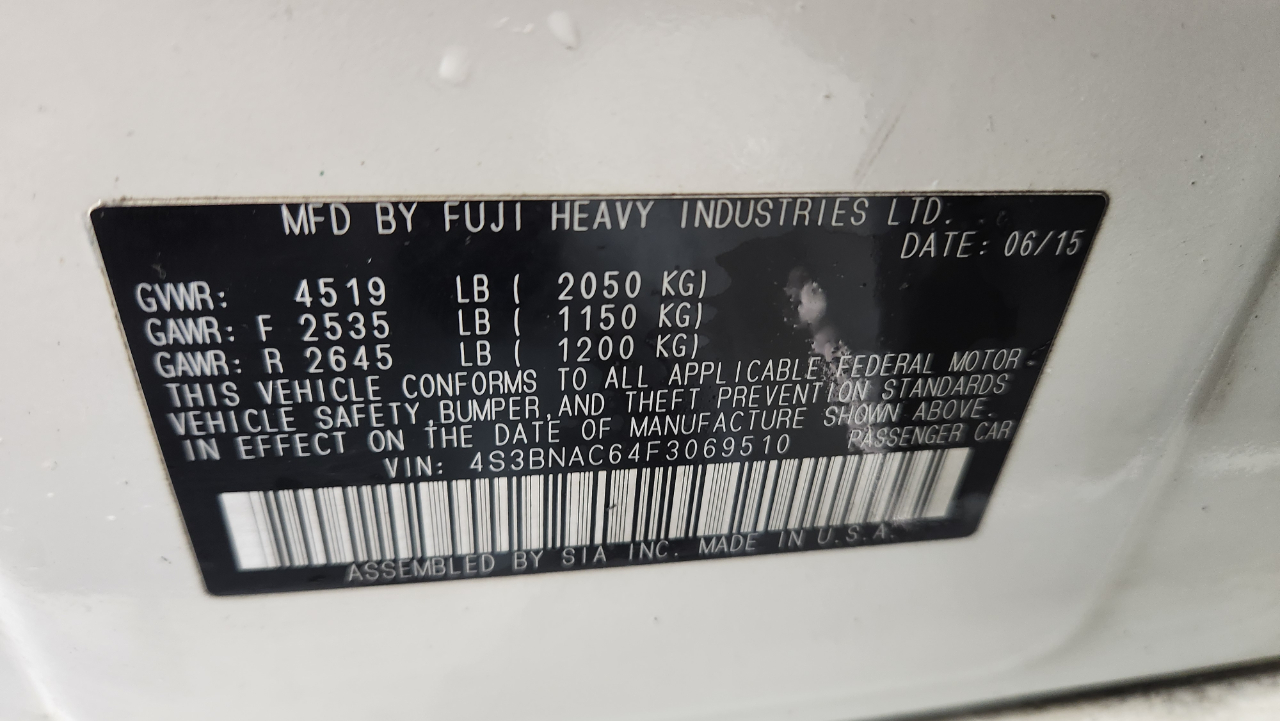 MFD BY FUJI HEAVY INDUSTRIES LTD.
DATE: 06/15
GVWR: 4519 LB ( 2050 KG)
GAWR: F 2535 LB ( 1150 KG)
GAWR: R 2645 LB ( 1200 KG)
THIS VEHICLE CONFORMS TO ALL APPLICABLE FEDERAL MOTOR
VEHICLE SAFETY,BUMPER,AND THEFT PREVENTION STANDARDS
IN EFFECT ON THE DATE OF MANUFACTURE SHOWN ABOVE.
VIN: 4S3BNAC64F3069510 PASSENGER CAR
ASSEMBLED BY SIA INC. MADE IN U.S.A.